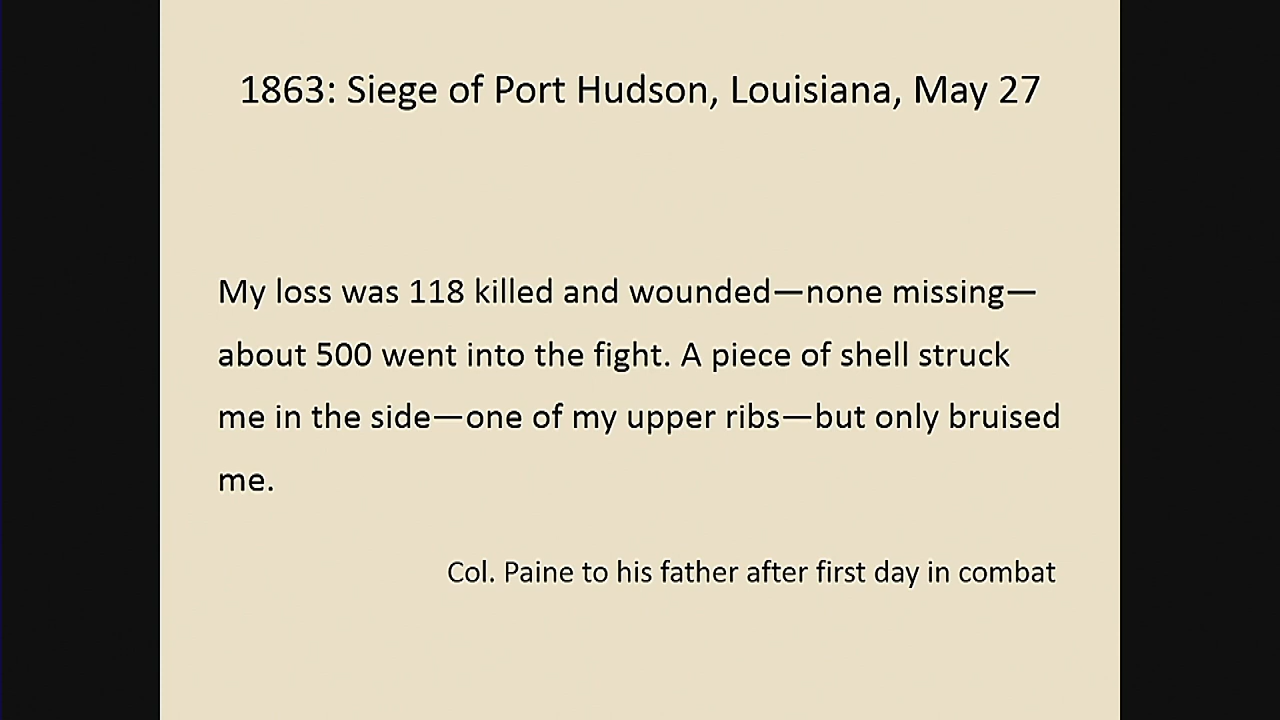 1863: Siege of Port Hudson, Louisiana, May 27
My loss was 118 killed and wounded—none missing—
about 500 went into the fight. A piece of shell struck
me in the side—one of my upper ribs—but only bruised
me.
Col. Paine to his father after first day in combat